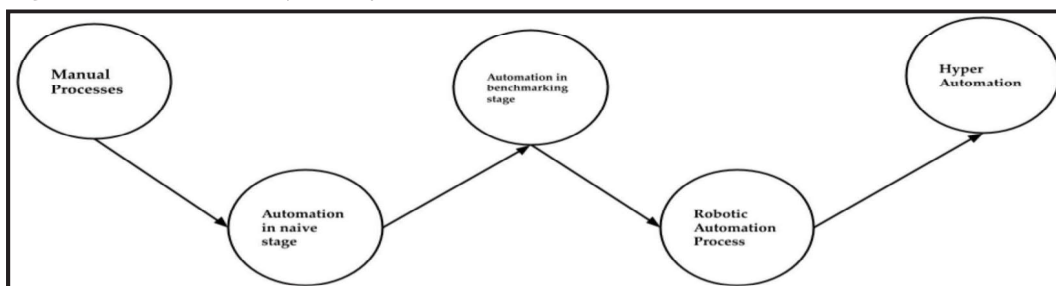 Manual
Processes
Automation
in naive
stage
Automation in
benchmarking
stage
Robotic
Automation
Process
Hyper
Automation